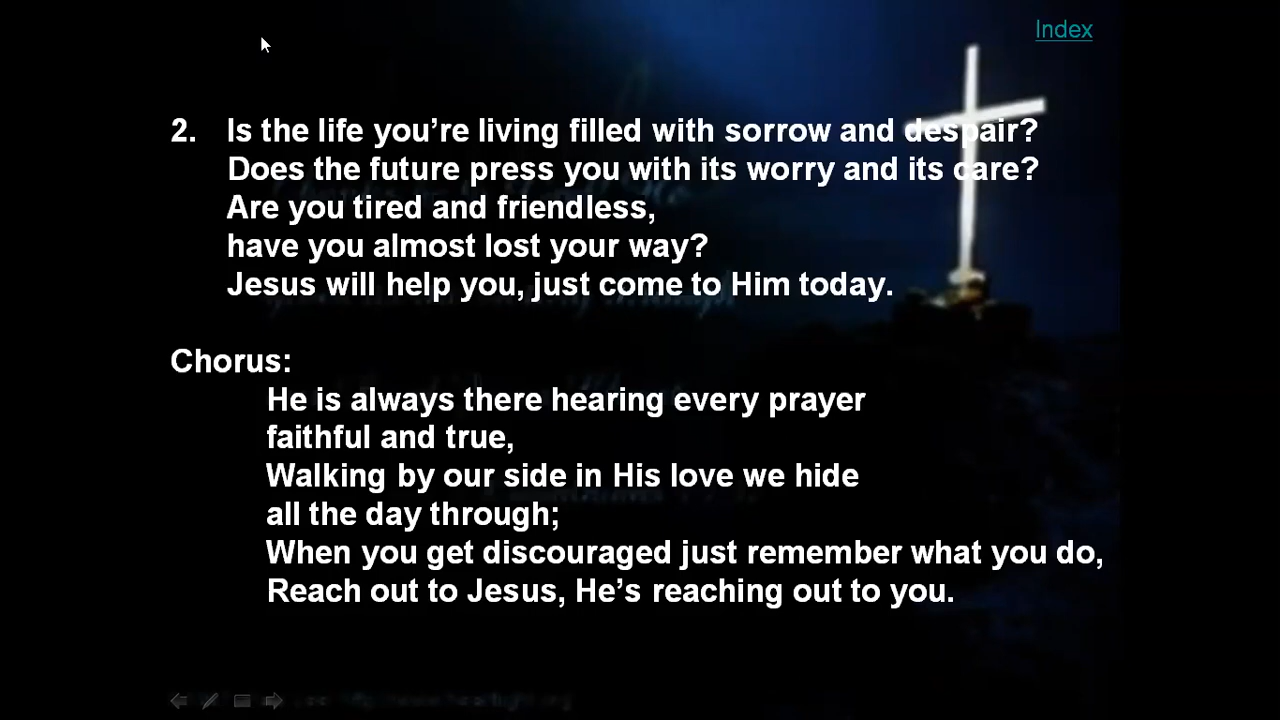 Index
2. Is the life you’re living filled with sorrow and despair?
Does the future press you with its worry and its care?
Are you tired and friendless,
have you almost lost your way?
Jesus will help you, just come to Him today.
Chorus:
He is always there hearing every prayer
faithful and true,
Walking by our side in His love we hide
all the day through;
When you get discouraged just remember what you do,
Reach out to Jesus, He’s reaching out to you.